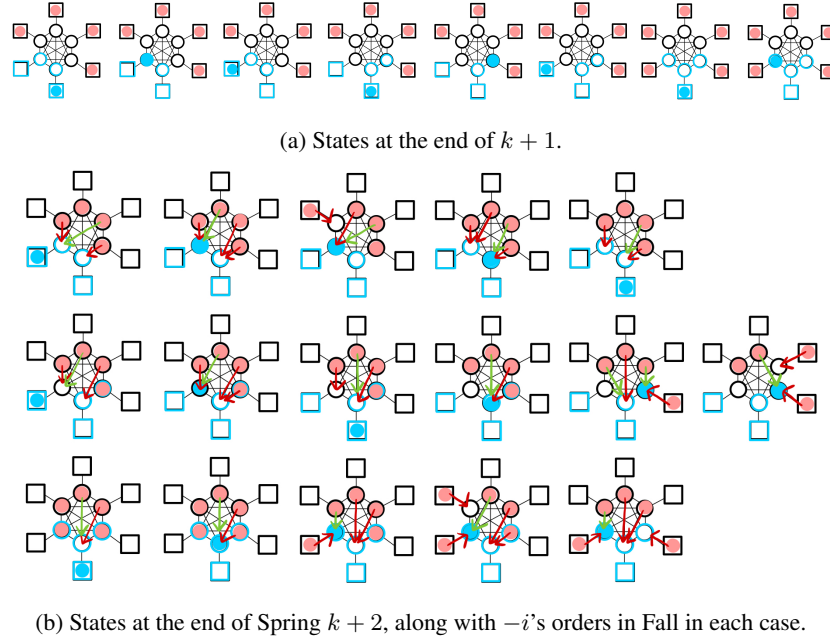 (a) States at the end of k + 1.
(b) States at the end of Spring k + 2, along with −i's orders in Fall in each case.